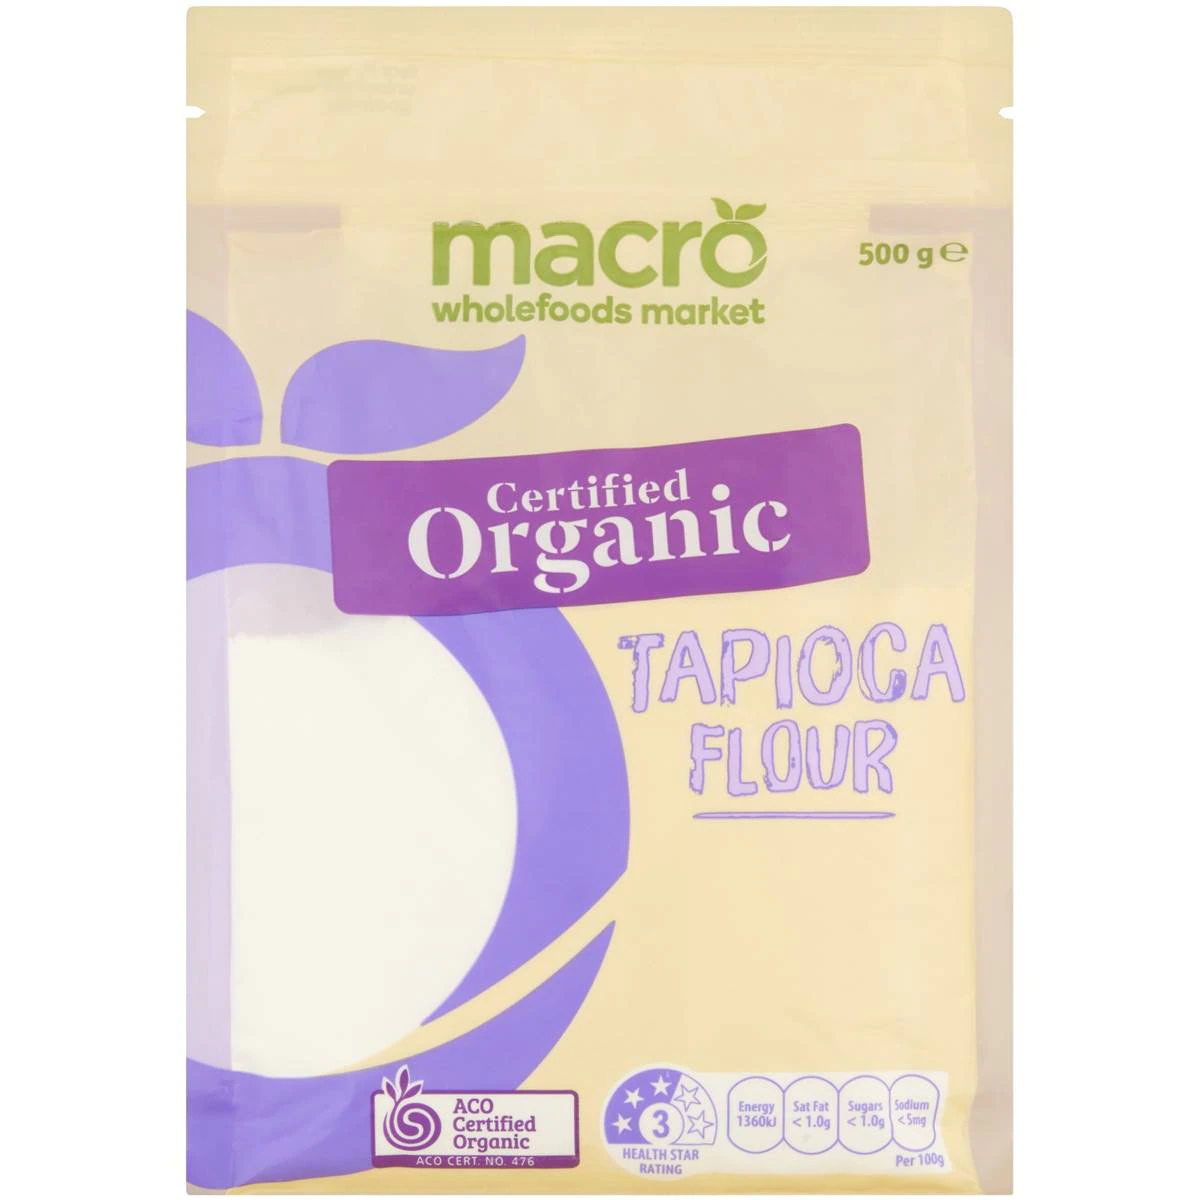 macro
wholefoods market
500 g ℮
Certified
Organic
TAPIOCA
FLOUR
ACO
Certified
Organic
ACO CERT. NO. 476
3
HEALTH STAR
RATING
Energy
1360kJ
Sat Fat
< 1.0g
Sugars
< 1.0g
Sodium
< 5mg
Per 100g